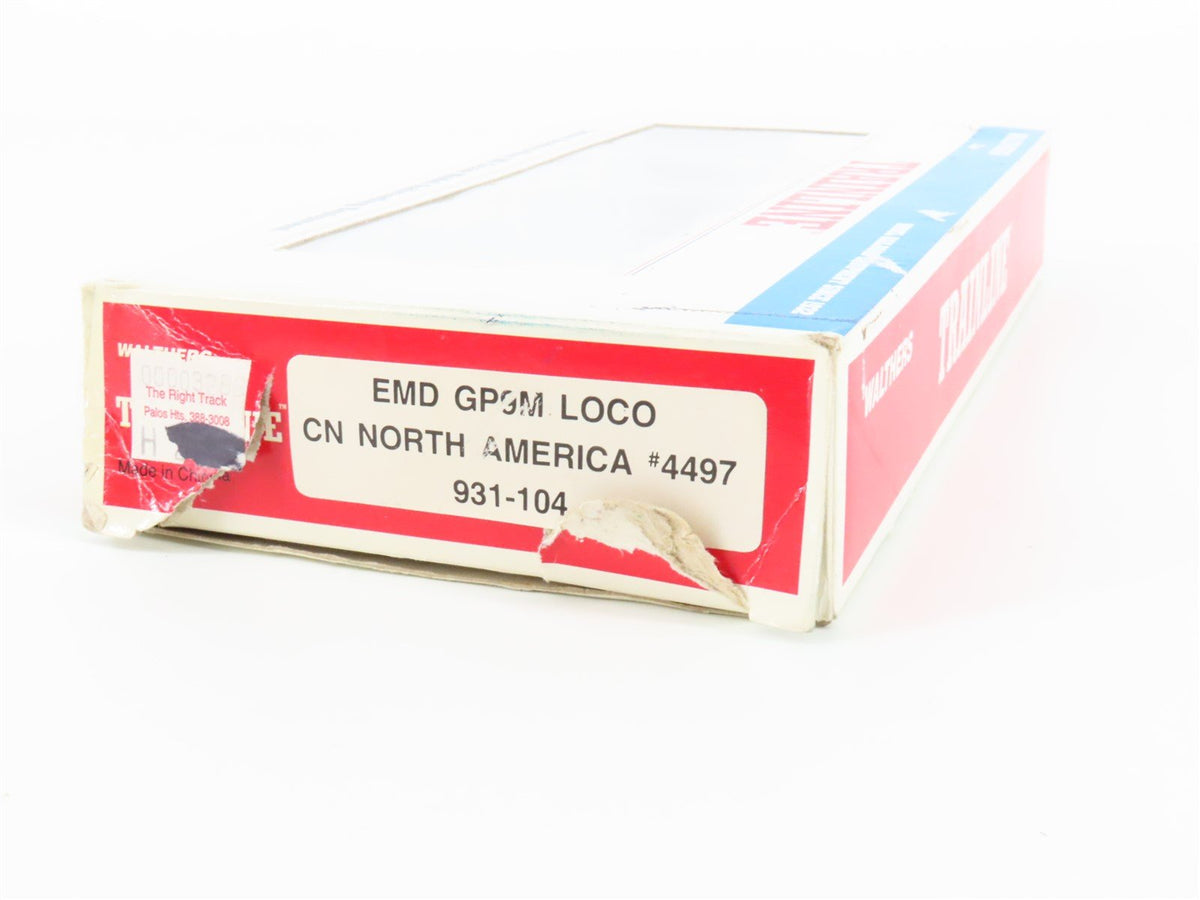 TRAINLINE
WALTHERS
TRAINLINE
WALTHERS
0000328
The Right Track
Palos Hts. 388-3008
H
Made in China
EMD GP9M LOCO
CN NORTH AMERICA #4497
931-104